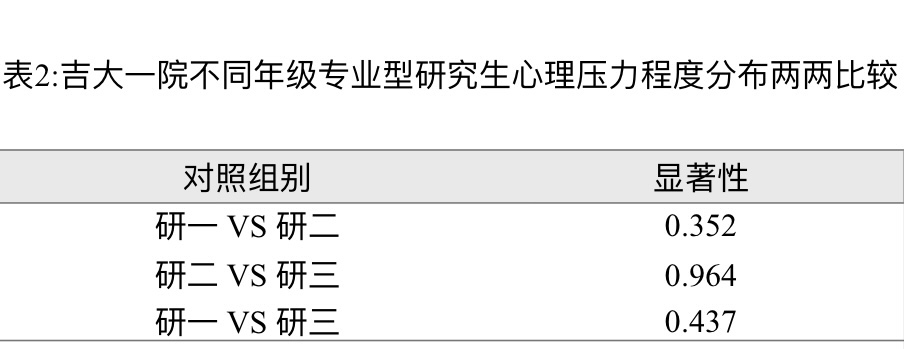 表2:吉大一院不同年级专业型研究生心理压力程度分布两两比较
对照组别 显著性
研一 VS 研二 0.352
研二 VS 研三 0.964
研一 VS 研三 0.437